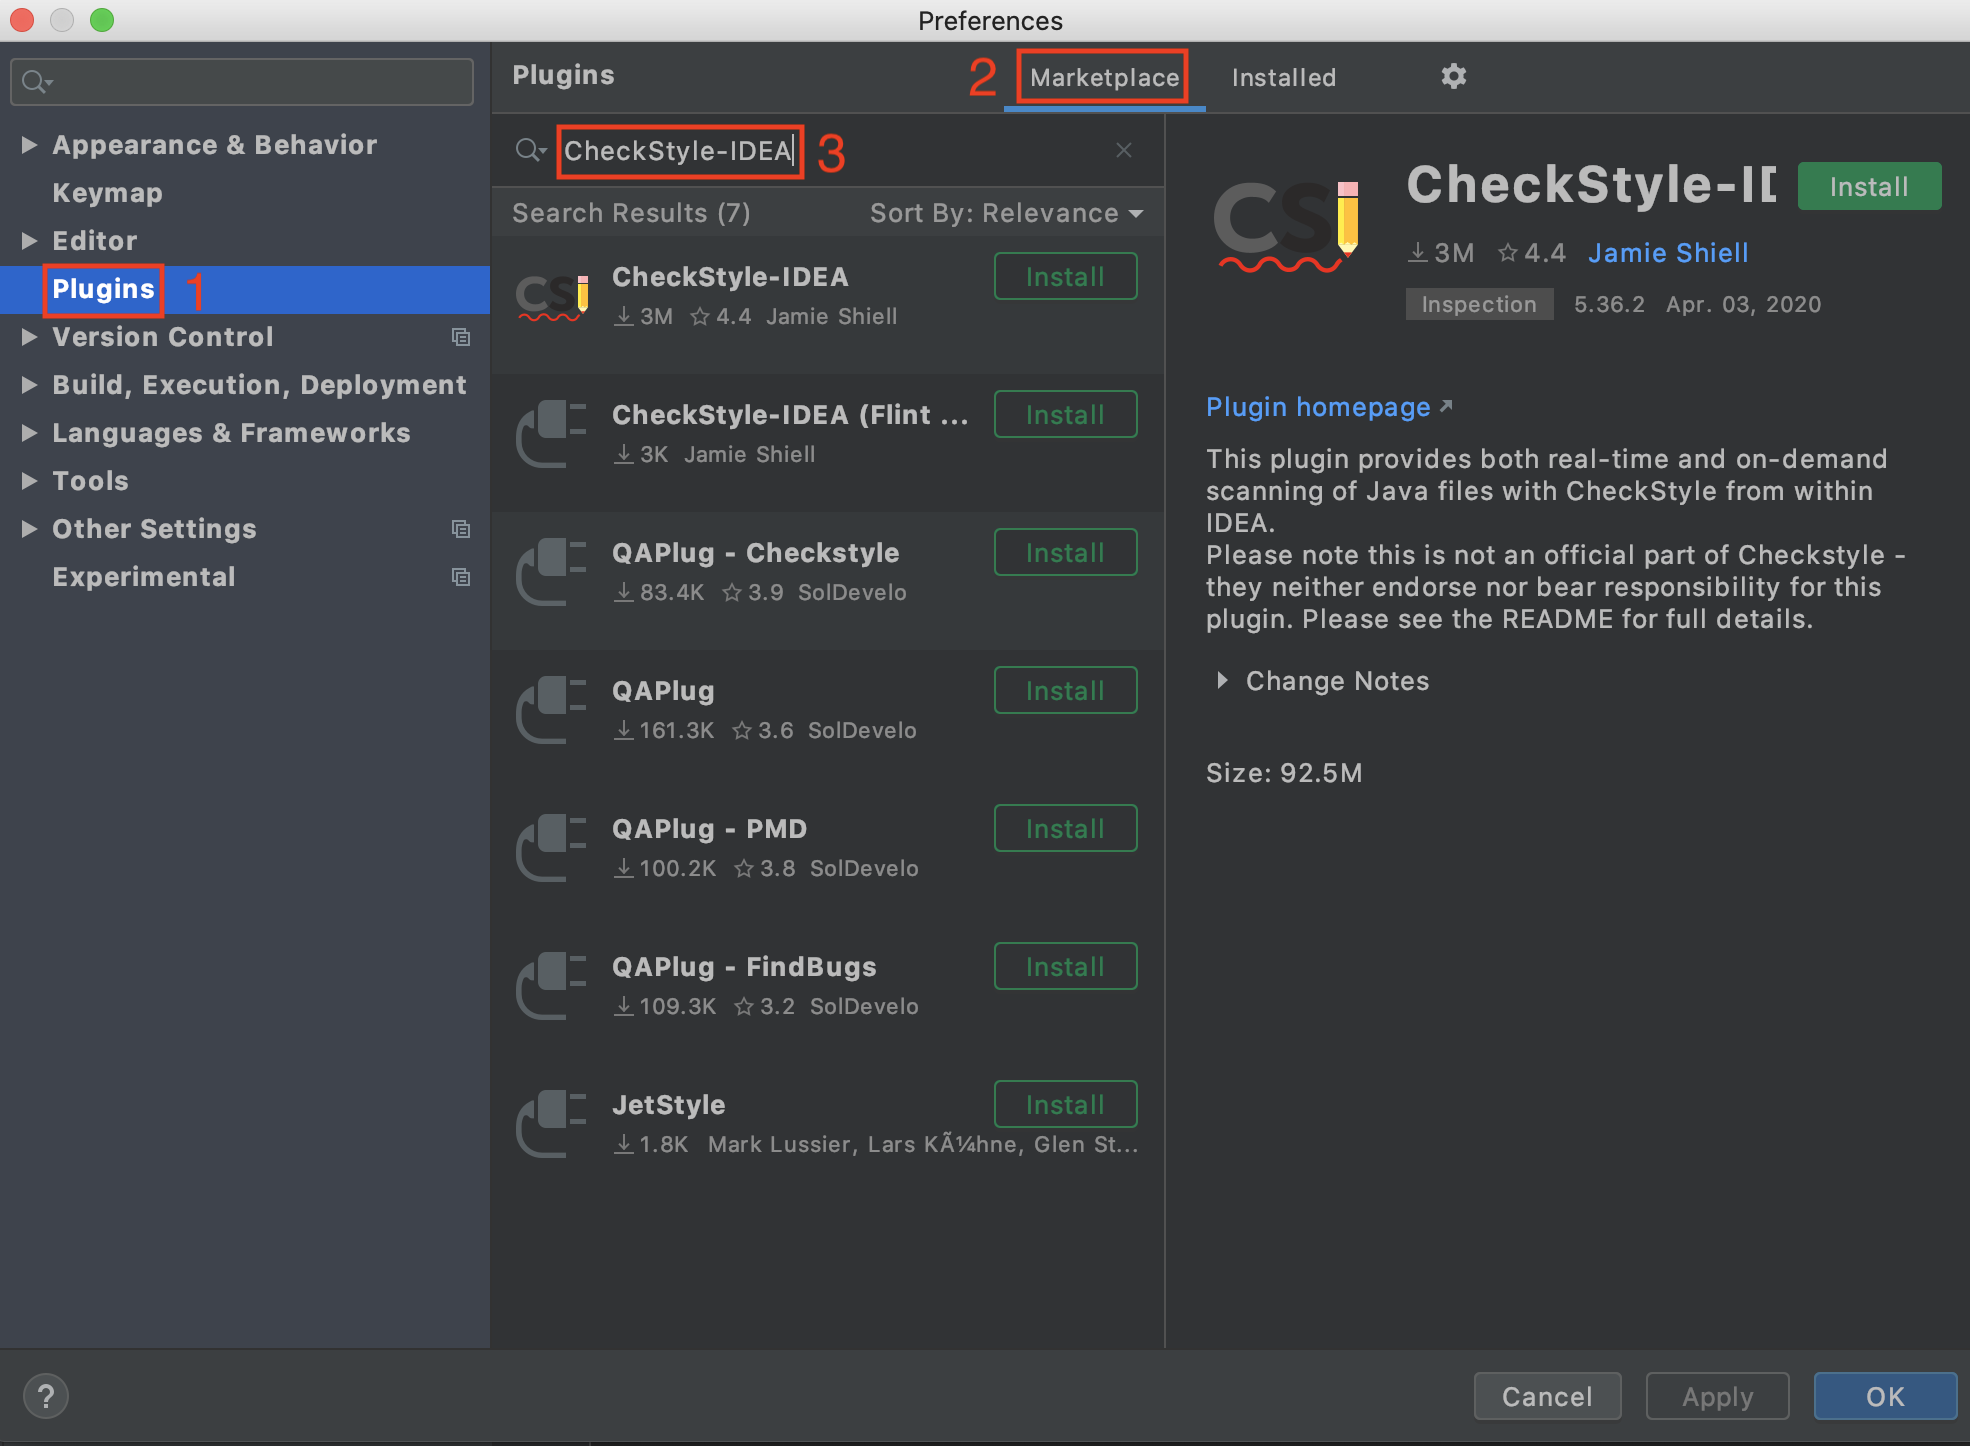 Preferences
Appearance & Behavior
Keymap
Editor
Plugins 1
Version Control
Build, Execution, Deployment
Languages & Frameworks
Tools
Other Settings
Experimental
Plugins
2 Marketplace Installed
CheckStyle-IDEA 3
Search Results (7) Sort By: Relevance
CSI
CheckStyle-IDEA Install
3M 4.4 Jamie Shiell
CheckStyle-IDEA (Flint ... Install
3K Jamie Shiell
QAPlug - Checkstyle Install
83.4K 3.9 SolDevelo
QAPlug Install
161.3K 3.6 SolDevelo
QAPlug - PMD Install
100.2K 3.8 SolDevelo
QAPlug - FindBugs Install
109.3K 3.2 SolDevelo
JetStyle Install
1.8K Mark Lussier, Lars KÃ¼hne, Glen St...
CSI
CheckStyle-ID Install
3M 4.4 Jamie Shiell
Inspection 5.36.2 Apr. 03, 2020
Plugin homepage
This plugin provides both real-time and on-demand
scanning of Java files with CheckStyle from within
IDEA.
Please note this is not an official part of Checkstyle -
they neither endorse nor bear responsibility for this
plugin. Please see the README for full details.
Change Notes
Size: 92.5M
? Cancel Apply OK